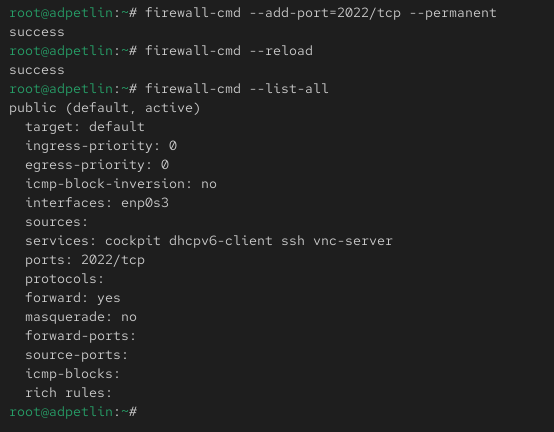 root@adpetlin:~# firewall-cmd --add-port=2022/tcp --permanent
success
root@adpetlin:~# firewall-cmd --reload
success
root@adpetlin:~# firewall-cmd --list-all
public (default, active)
  target: default
  ingress-priority: 0
  egress-priority: 0
  icmp-block-inversion: no
  interfaces: enp0s3
  sources:
  services: cockpit dhcpv6-client ssh vnc-server
  ports: 2022/tcp
  protocols:
  forward: yes
  masquerade: no
  forward-ports:
  source-ports:
  icmp-blocks:
  rich rules:
root@adpetlin:~#